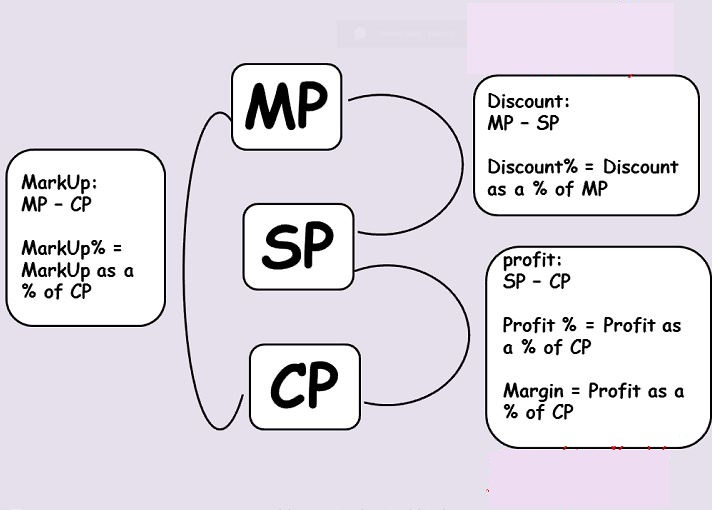 MP
Discount:
MP – SP
Discount% = Discount
as a % of MP
MarkUp:
MP – CP
MarkUp% =
MarkUp as a
% of CP
SP
profit:
SP – CP
Profit % = Profit as
a % of CP
Margin = Profit as a
% of CP
CP